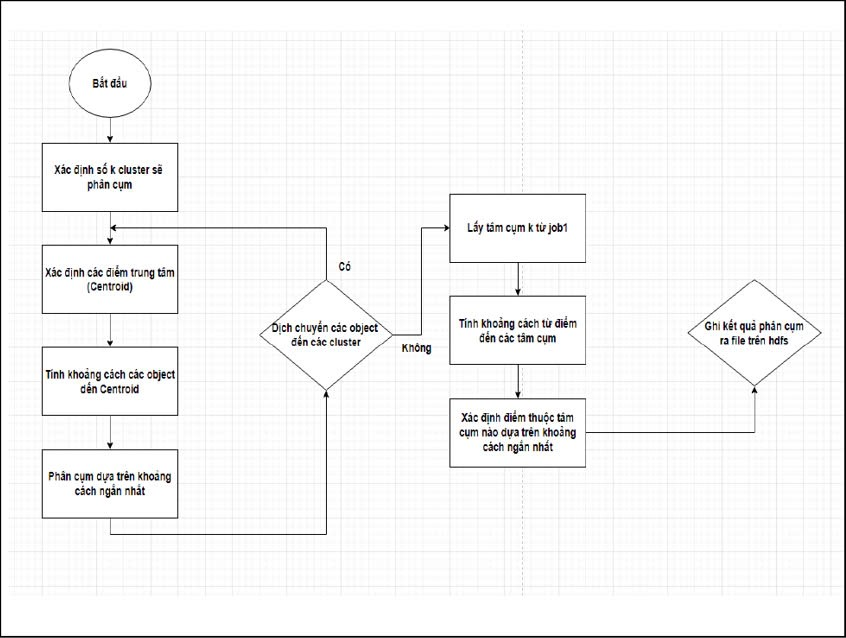 Bắt đầu
Xác định số k cluster sẽ
phân cụm
Xác định các điểm trung tâm
(Centroid)
Tính khoảng cách các object
đến Centroid
Phân cụm dựa trên khoảng
cách ngắn nhất
Có
Dịch chuyển các object
đến các cluster
Không
Lấy tâm cụm k từ job1
Tính khoảng cách từ điểm
đến các tâm cụm
Xác định điểm thuộc tâm
cụm nào dựa trên khoảng
cách ngắn nhất
Ghi kết quả phân cụm
ra file trên hdfs